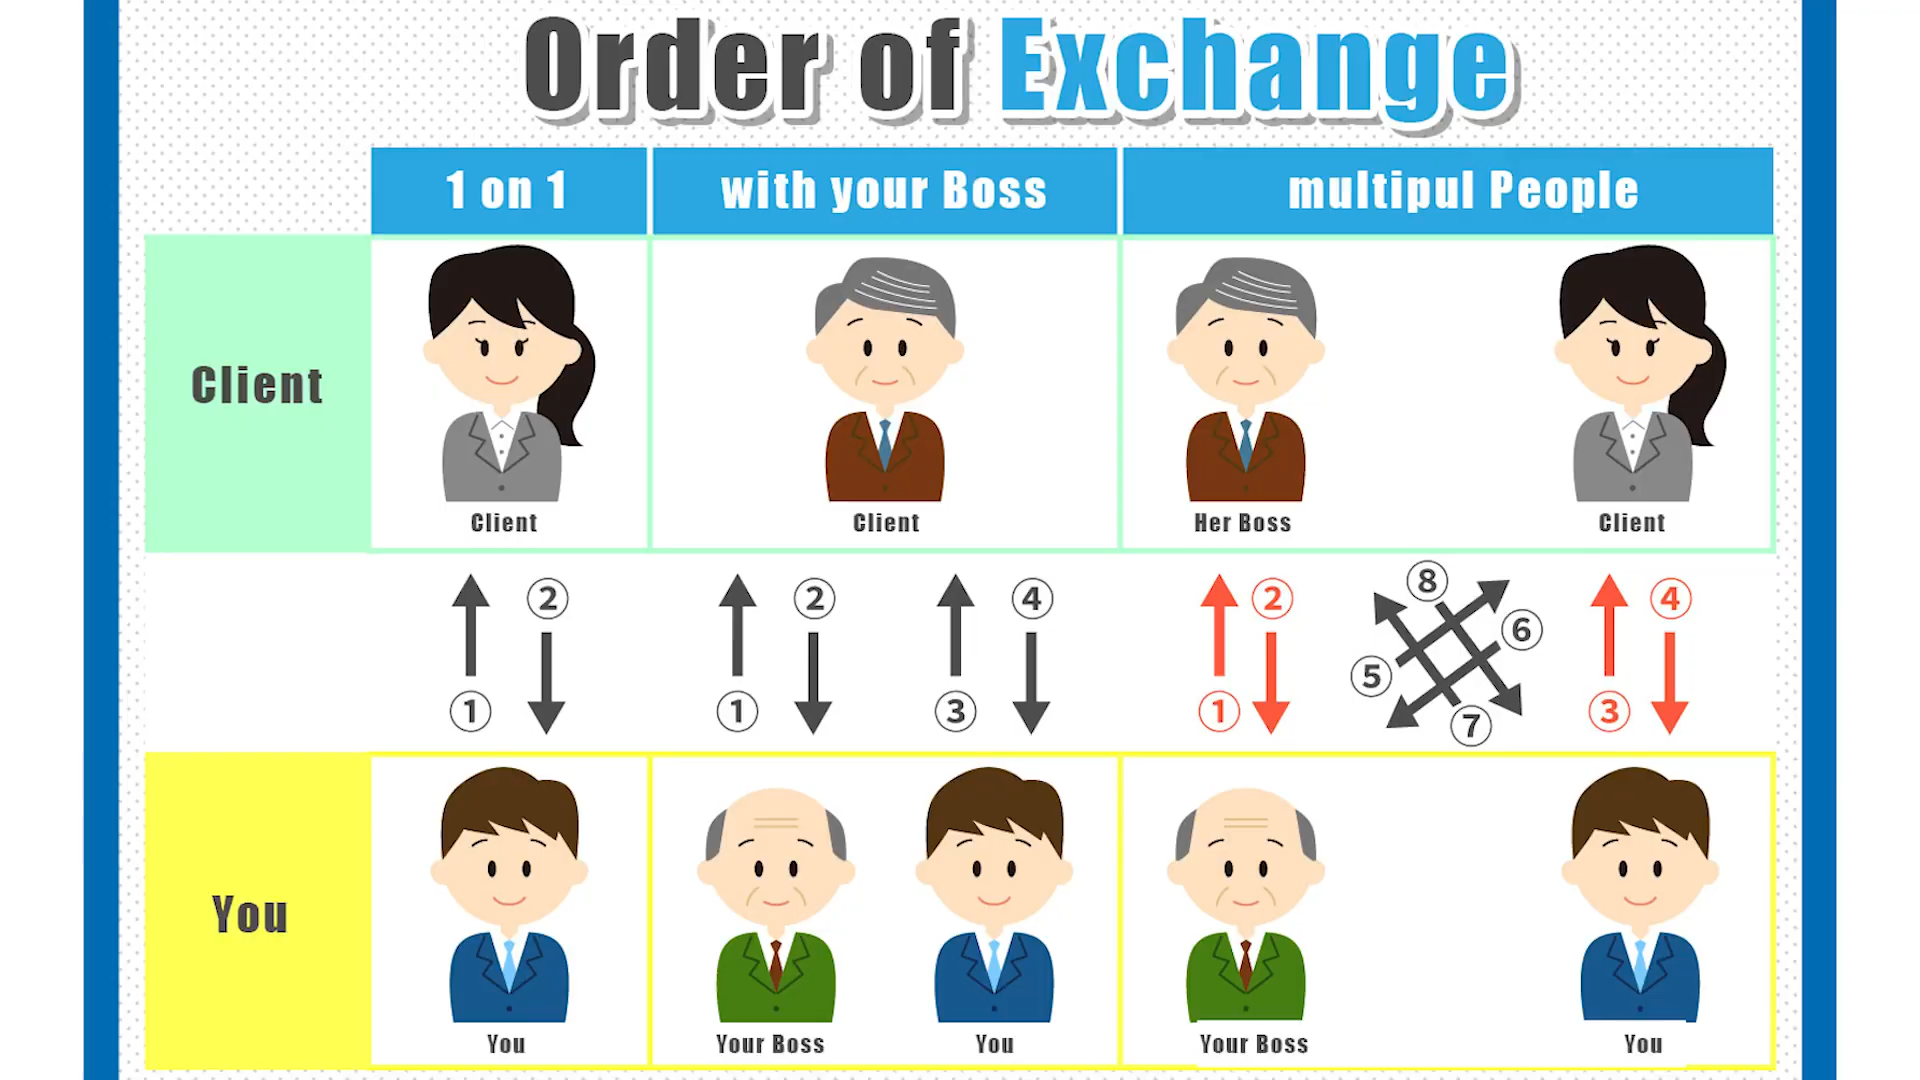 Order of Exchange
1 on 1
with your Boss
multipul People
Client
Client
Client
Her Boss
Client
① ②
① ② ③ ④
① ② ⑧ ⑤ ⑥ ⑦ ③ ④
You
You
Your Boss
You
Your Boss
You